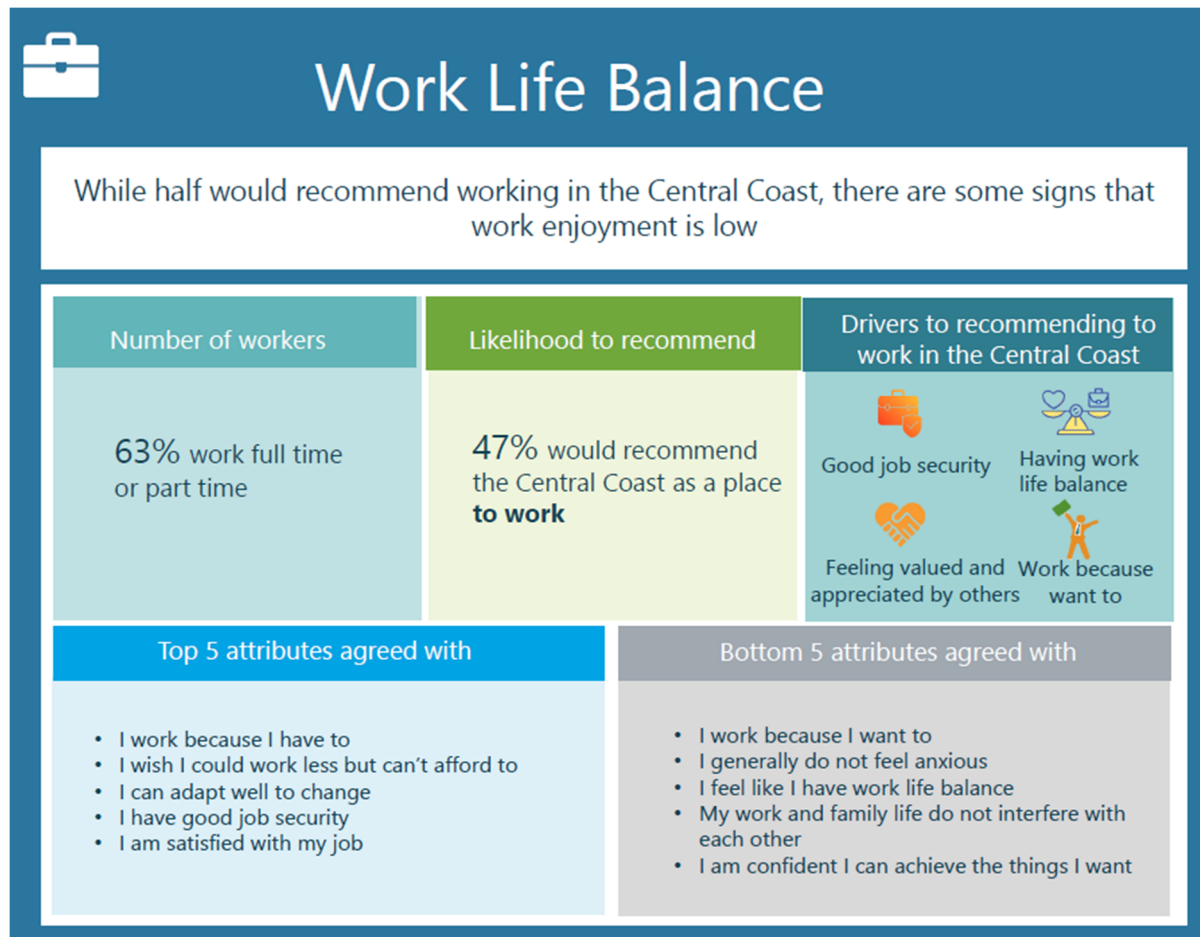 Work Life Balance
While half would recommend working in the Central Coast, there are some signs that
work enjoyment is low
Number of workers
63% work full time
or part time
Likelihood to recommend
47% would recommend
the Central Coast as a place
to work
Drivers to recommending to
work in the Central Coast
Good job security
Having work
life balance
Feeling valued and
appreciated by others
Work because
want to
Top 5 attributes agreed with
• I work because I have to
• I wish I could work less but can't afford to
• I can adapt well to change
• I have good job security
• I am satisfied with my job
Bottom 5 attributes agreed with
• I work because I want to
• I generally do not feel anxious
• I feel like I have work life balance
• My work and family life do not interfere with
each other
• I am confident I can achieve the things I want